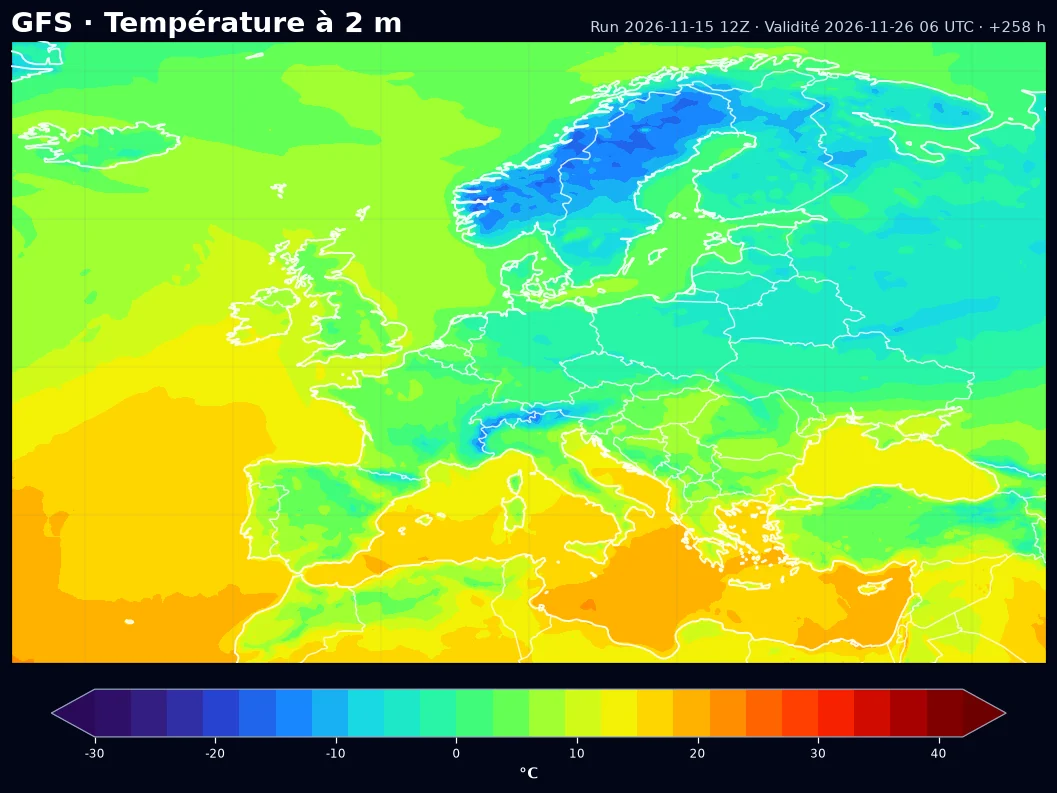 GFS · Température à 2 m
Run 2026-11-15 12Z · Validité 2026-11-26 06 UTC · +258 h
-30 -20 -10 0 10 20 30 40
°C